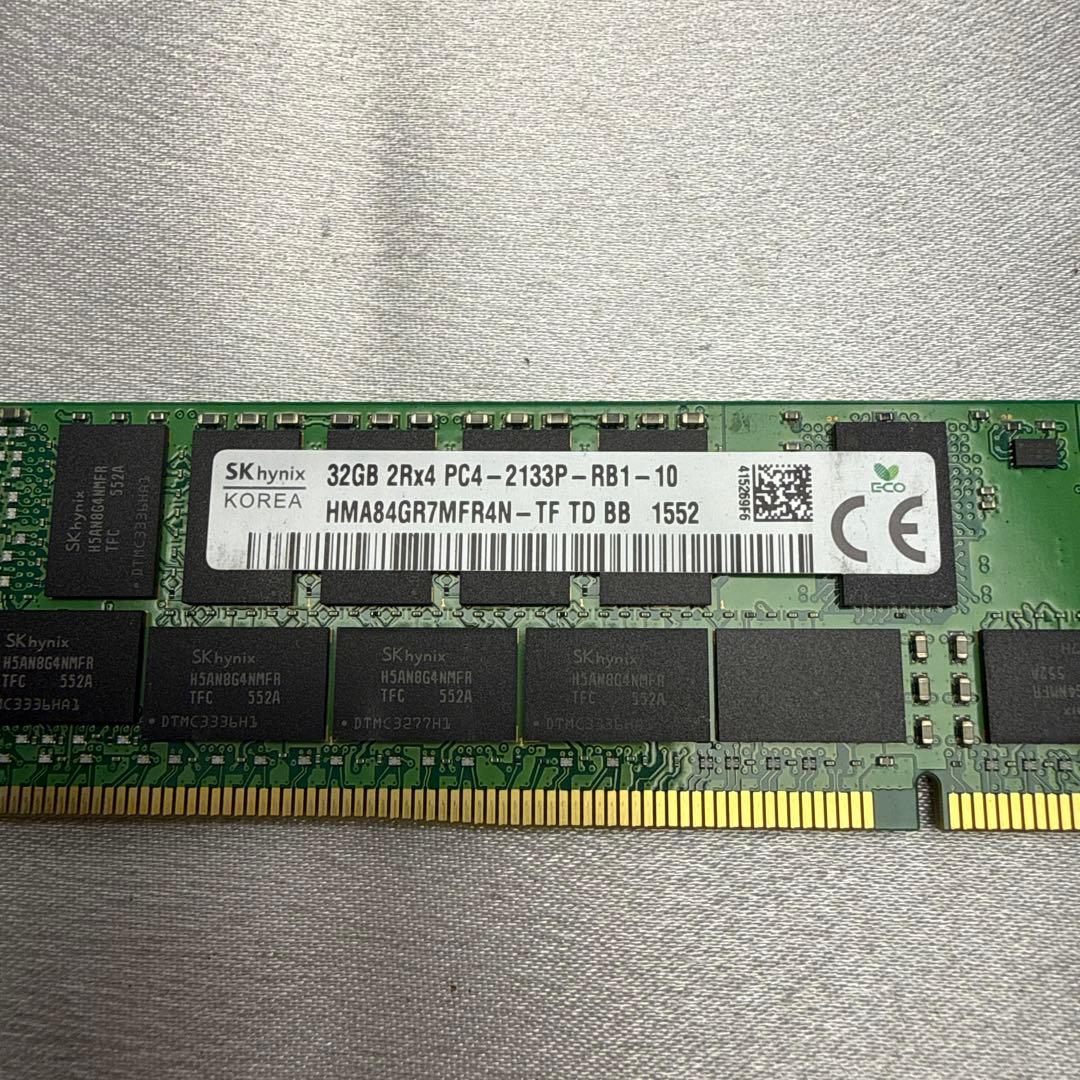 SK hynix
KOREA
32GB 2Rx4 PC4-2133P-RB1-10
HMA84GR7MFR4N-TF TD BB 1552
415269F6
ECO
CE
SK hynix
H5AN8G4NMFR
TFC 552A
DTMC3336HA1
SK hynix
H5AN8G4NMFR
TFC 552A
DTMC3336H1
SK hynix
H5AN8G4NMFR
TFC 552A
DTMC3277H1
SK hynix
H5AN8G4NMFR
TFC 552A
SK hynix
H5AN8G4NMFR
TFC 552A
552A